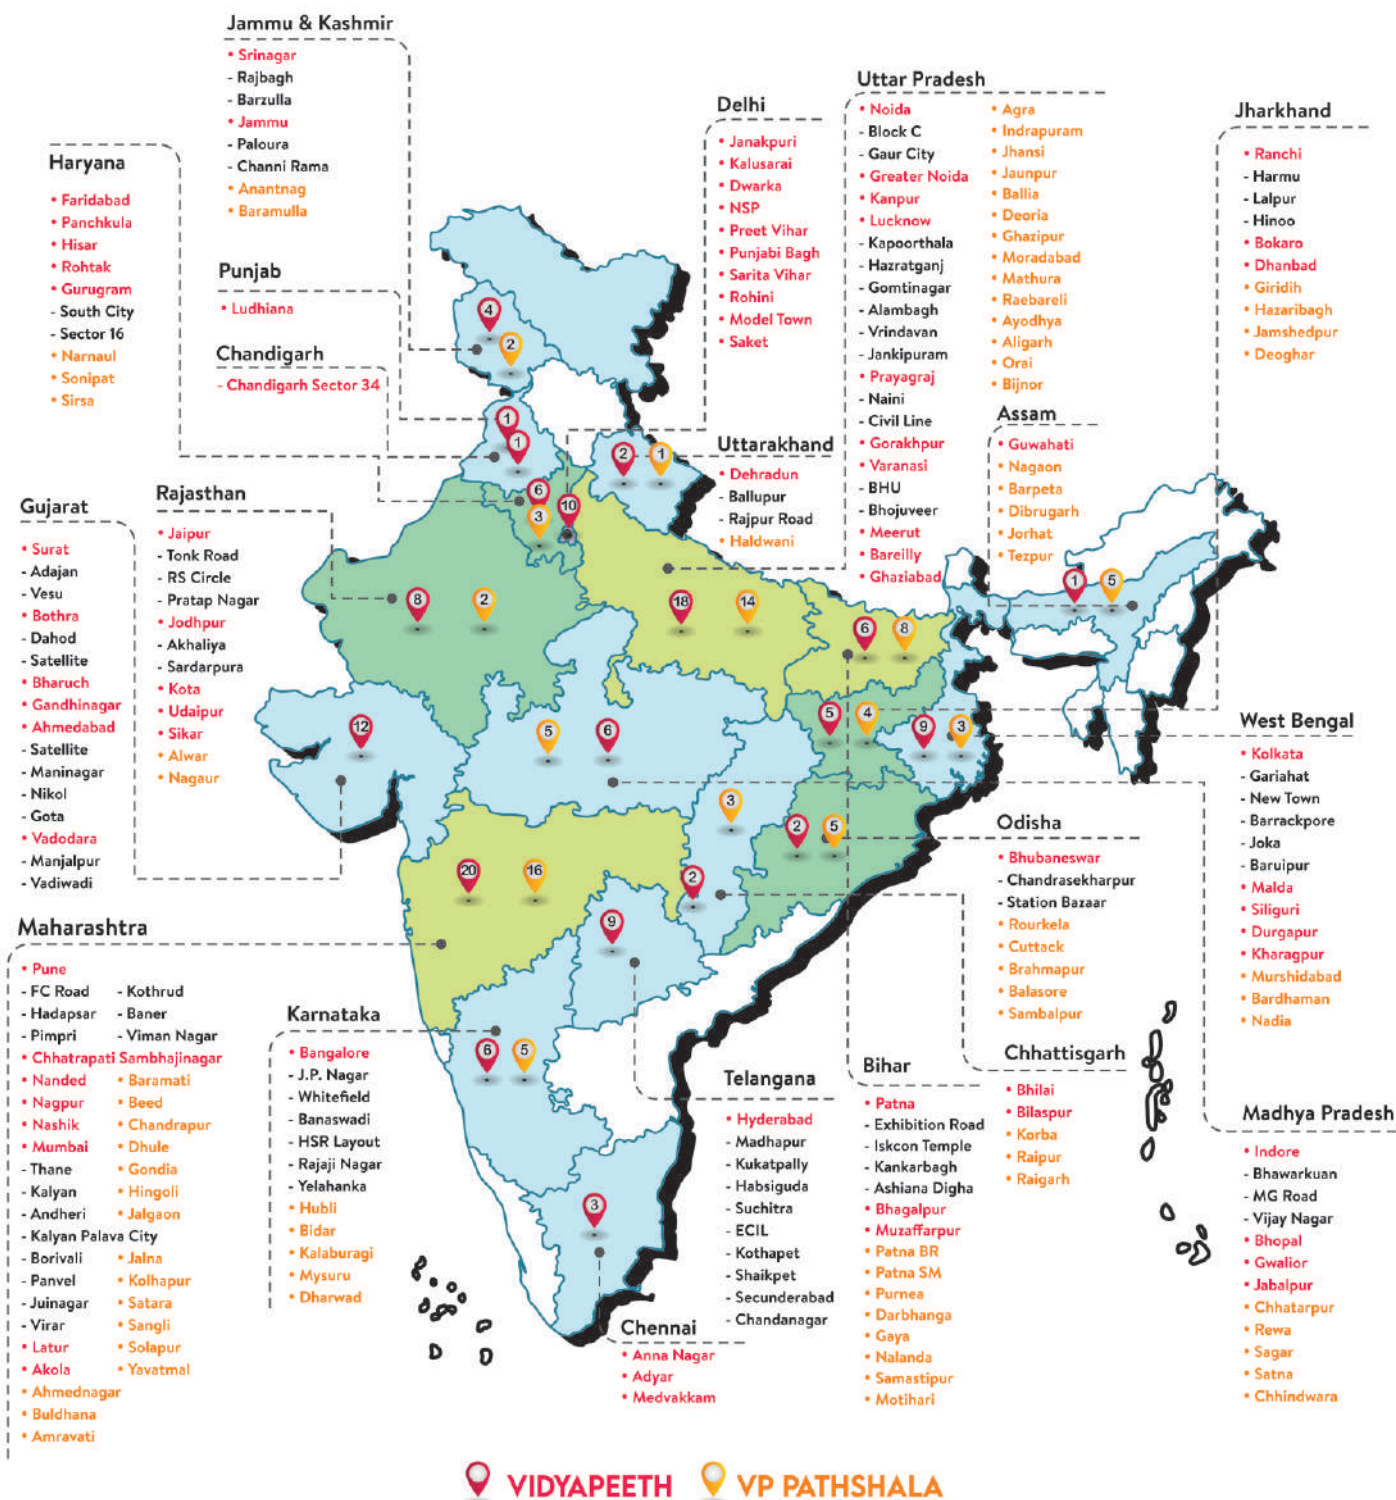 Jammu & Kashmir
• Srinagar
- Rajbagh
- Barzulla
• Jammu
- Paloura
- Channi Rama
• Anantnag
• Baramulla
Haryana
• Faridabad
• Panchkula
• Hisar
• Rohtak
• Gurugram
- South City
- Sector 16
• Narnaul
• Sonipat
• Sirsa
Punjab
• Ludhiana
Chandigarh
- Chandigarh Sector 34
Delhi
• Janakpuri
• Kalusarai
• Dwarka
• NSP
• Preet Vihar
• Punjabi Bagh
• Sarita Vihar
• Rohini
• Model Town
• Saket
Uttar Pradesh
• Noida
- Block C
- Gaur City
• Greater Noida
• Kanpur
• Lucknow
- Kapoorthala
- Hazratganj
- Gomtinagar
- Alambagh
- Vrindavan
- Jankipuram
• Prayagraj
- Naini
- Civil Line
• Gorakhpur
• Varanasi
- BHU
- Bhojuveer
• Meerut
• Bareilly
• Ghaziabad
• Agra
• Indrapuram
• Jhansi
• Jaunpur
• Ballia
• Deoria
• Ghazipur
• Moradabad
• Mathura
• Raebareli
• Ayodhya
• Aligarh
• Orai
• Bijnor
Jharkhand
• Ranchi
- Harmu
- Lalpur
- Hinoo
• Bokaro
• Dhanbad
• Giridih
• Hazaribagh
• Jamshedpur
• Deoghar
Assam
• Guwahati
• Nagaon
• Barpeta
• Dibrugarh
• Jorhat
• Tezpur
Uttarakhand
• Dehradun
- Ballupur
- Rajpur Road
• Haldwani
Gujarat
• Surat
- Adajan
- Vesu
• Bothra
- Dahod
- Satellite
• Bharuch
• Gandhinagar
• Ahmedabad
- Satellite
- Maninagar
- Nikol
- Gota
• Vadodara
- Manjalpur
- Vadiwadi
Rajasthan
• Jaipur
- Tonk Road
- RS Circle
- Pratap Nagar
• Jodhpur
- Akhaliya
- Sardarpura
• Kota
• Udaipur
• Sikar
• Alwar
• Nagaur
4
2
1
1
2
1
6
10
3
8
2
18
14
6
8
1
5
12
5
6
5
4
9
3
3
2
5
20
16
2
9
6
5
3
West Bengal
• Kolkata
- Gariahat
- New Town
- Barrackpore
- Joka
- Baruipur
• Malda
• Siliguri
• Durgapur
• Kharagpur
• Murshidabad
• Bardhaman
• Nadia
Odisha
• Bhubaneswar
- Chandrasekharpur
- Station Bazaar
• Rourkela
• Cuttack
• Brahmapur
• Balasore
• Sambalpur
Maharashtra
• Pune
- FC Road - Kothrud
- Hadapsar - Baner
- Pimpri - Viman Nagar
• Chhatrapati Sambhajinagar
• Nanded • Baramati
• Nagpur • Beed
• Nashik • Chandrapur
• Mumbai • Dhule
- Thane • Gondia
- Kalyan • Hingoli
- Andheri • Jalgaon
- Kalyan Palava City
- Borivali • Jalna
- Panvel • Kolhapur
- Juinagar • Satara
- Virar • Sangli
• Latur • Solapur
• Akola • Yavatmal
• Ahmednagar
• Buldhana
• Amravati
Karnataka
• Bangalore
- J.P. Nagar
- Whitefield
- Banaswadi
- HSR Layout
- Rajaji Nagar
- Yelahanka
• Hubli
• Bidar
• Kalaburagi
• Mysuru
• Dharwad
Chennai
• Anna Nagar
• Adyar
• Medvakkam
Telangana
• Hyderabad
- Madhapur
- Kukatpally
- Habsiguda
- Suchitra
- ECIL
- Kothapet
- Shaikpet
- Secunderabad
- Chandanagar
Bihar
• Patna
- Exhibition Road
- Iskcon Temple
- Kankarbagh
- Ashiana Digha
• Bhagalpur
• Muzaffarpur
• Patna BR
• Patna SM
• Purnea
• Darbhanga
• Gaya
• Nalanda
• Samastipur
• Motihari
Chhattisgarh
• Bhilai
• Bilaspur
• Korba
• Raipur
• Raigarh
Madhya Pradesh
• Indore
- Bhawarkuan
- MG Road
- Vijay Nagar
• Bhopal
• Gwalior
• Jabalpur
• Chhatarpur
• Rewa
• Sagar
• Satna
• Chhindwara
VIDYAPEETH
VP PATHSHALA